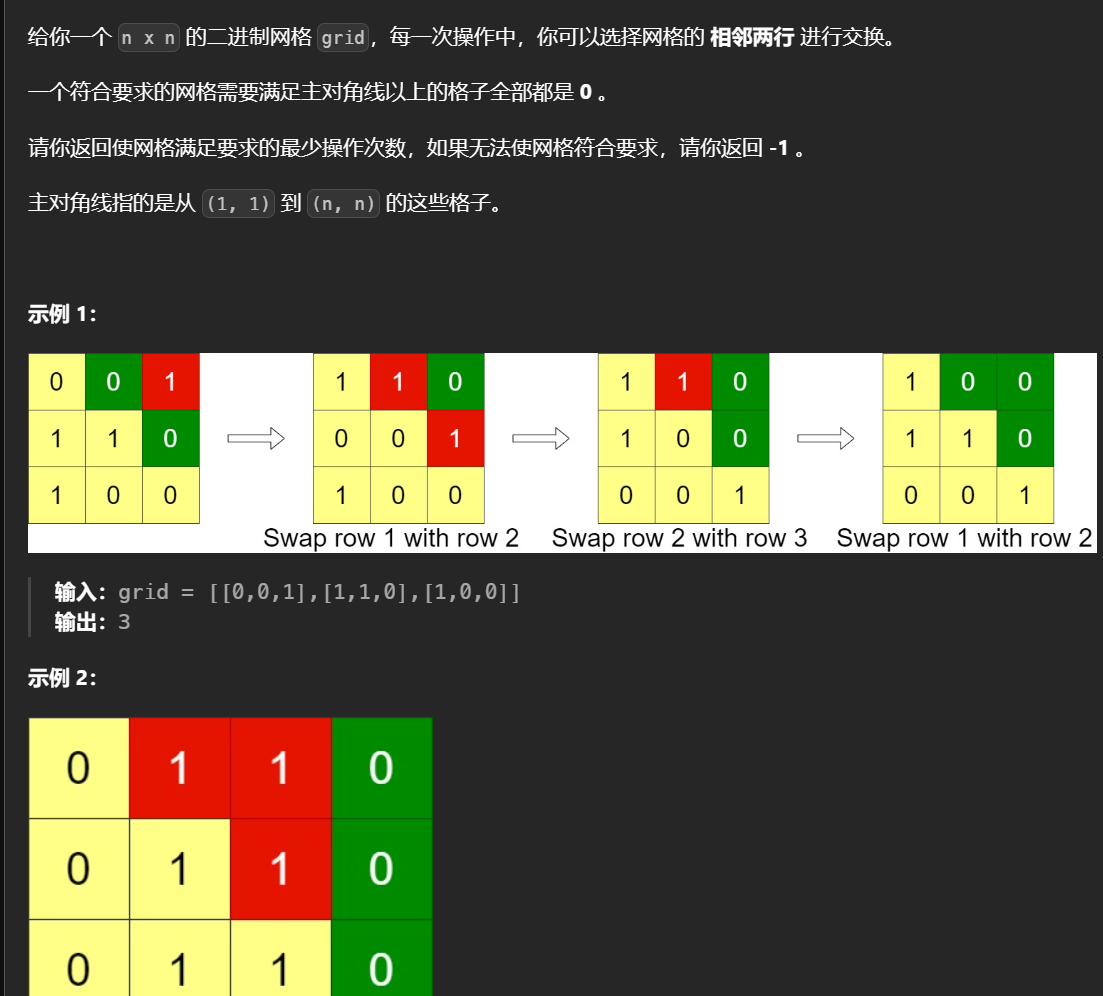 给你一个 n x n 的二进制网格 grid，每一次操作中，你可以选择网格的 相邻两行 进行交换。
一个符合要求的网格需要满足主对角线以上的格子全部都是 0 。
请你返回使网格满足要求的最少操作次数，如果无法使网格符合要求，请你返回 -1 。
主对角线指的是从 (1, 1) 到 (n, n) 的这些格子。
示例 1：
0 0 1 1 1 0 1 1 0 1 0 0
1 1 0 0 0 1 1 0 0 1 1 0
1 0 0 1 0 0 0 0 1 0 0 1
Swap row 1 with row 2 Swap row 2 with row 3 Swap row 1 with row 2
输入：grid = [[0,0,1],[1,1,0],[1,0,0]]
输出：3
示例 2：
0 1 1 0
0 1 1 0
0 1 1 0